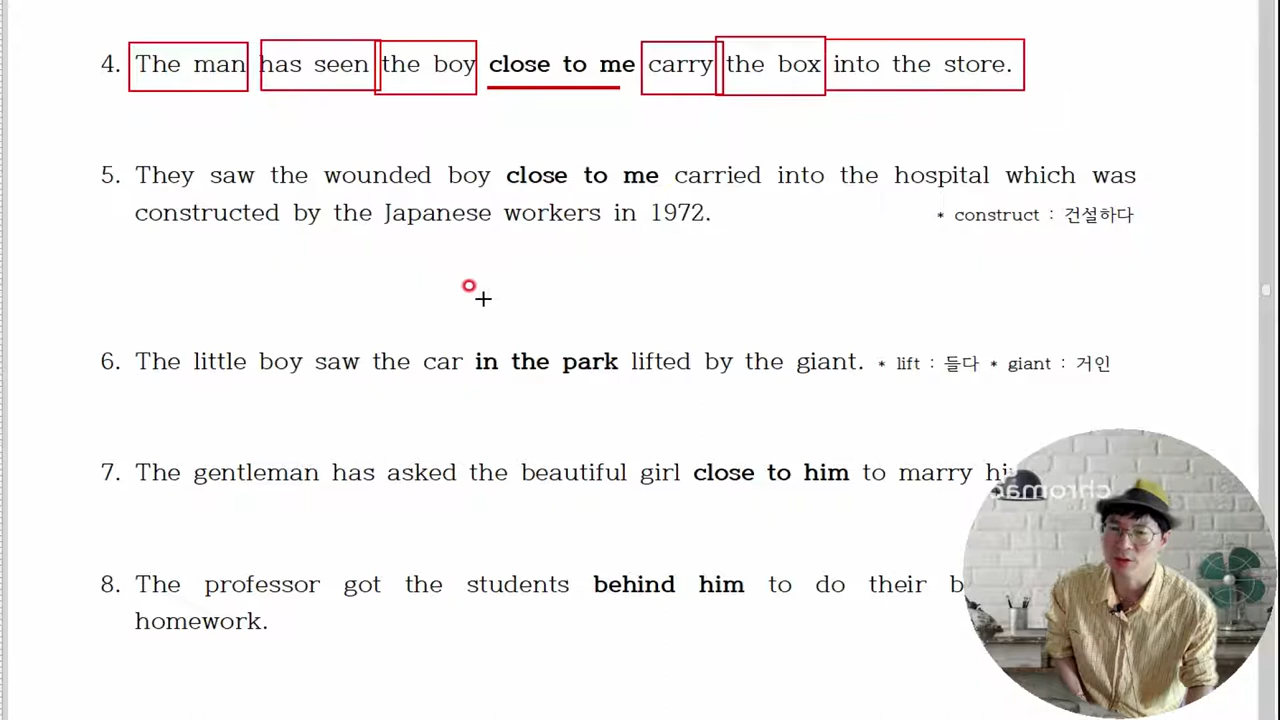 4. The man has seen the boy close to me carry the box into the store.
5. They saw the wounded boy close to me carried into the hospital which was
constructed by the Japanese workers in 1972.
* construct : 건설하다
6. The little boy saw the car in the park lifted by the giant. * lift : 들다 * giant : 거인
7. The gentleman has asked the beautiful girl close to him to marry
8. The professor got the students behind him to do their
homework.